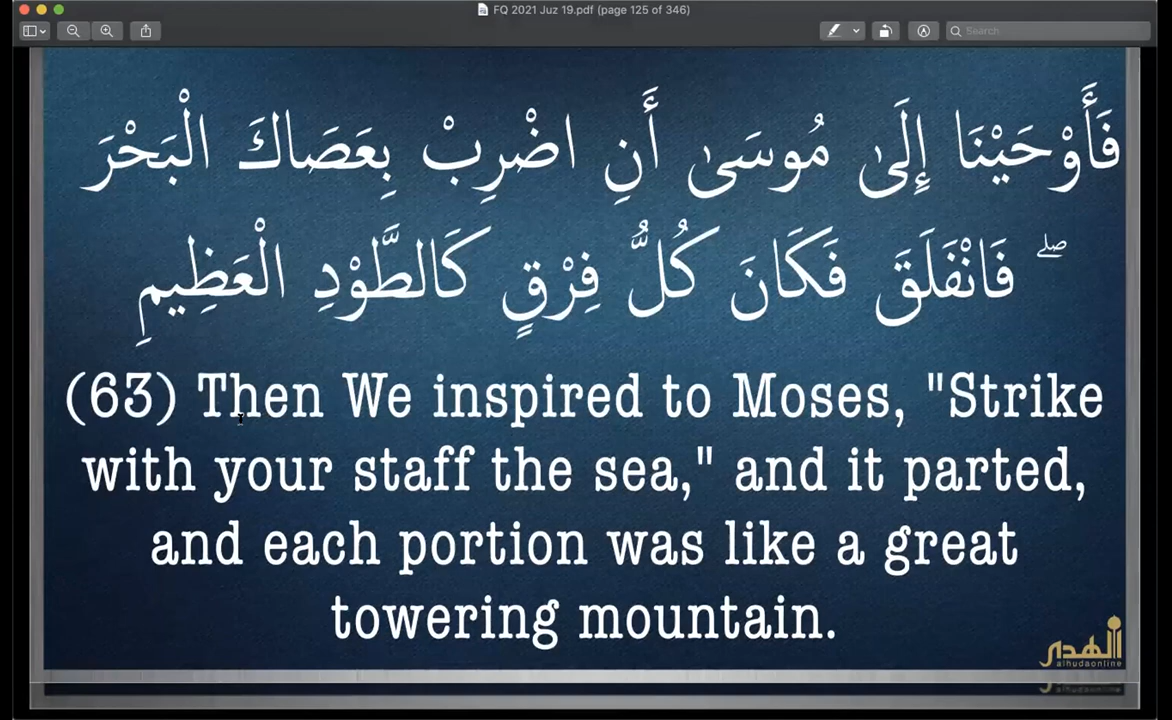 FQ 2021 Juz 19.pdf (page 125 of 346)
Search
فَأَوْحَيْنَا إِلَىٰ مُوسَىٰ أَنِ اضْرِبْ بِعَصَاكَ الْبَحْرَ
ۖ فَانْفَلَقَ فَكَانَ كُلُّ فِرْقٍ كَالطَّوْدِ الْعَظِيمِ
(63) Then We inspired to Moses, "Strike
with your staff the sea," and it parted,
and each portion was like a great
towering mountain.
الهدى
alhudaonline